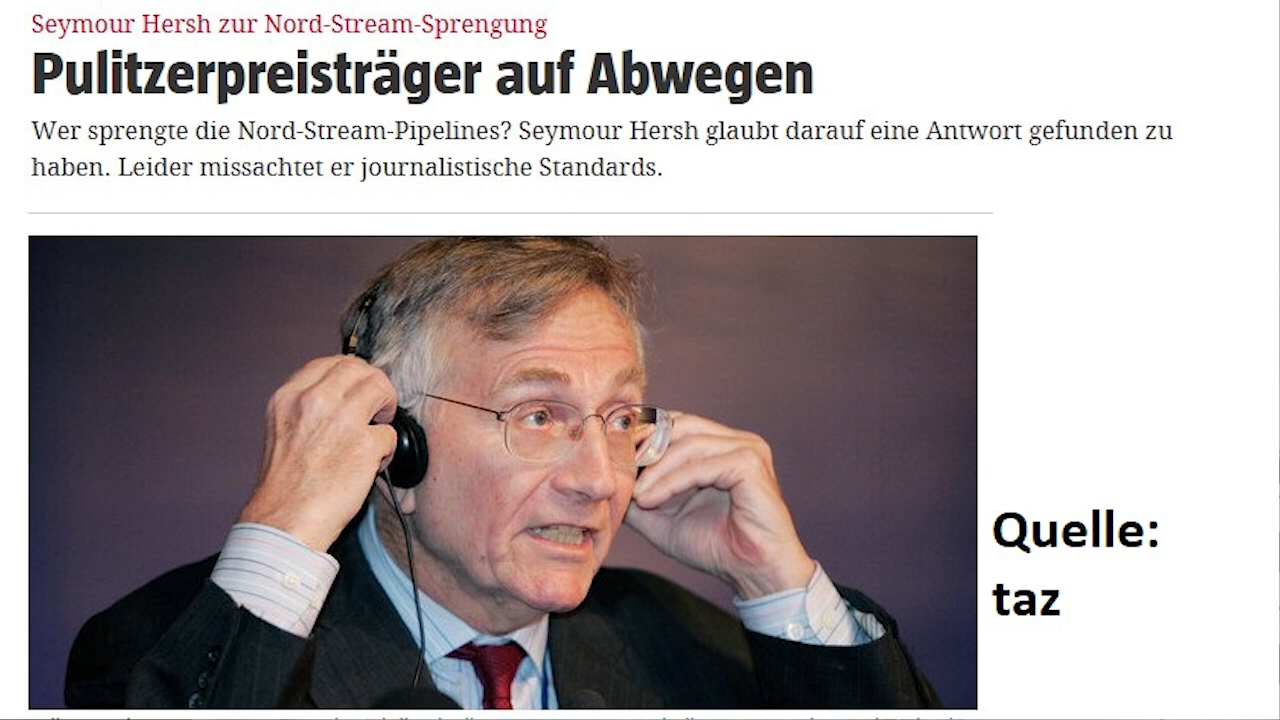 Seymour Hersh zur Nord-Stream-Sprengung
Pulitzerpreisträger auf Abwegen
Wer sprengte die Nord-Stream-Pipelines? Seymour Hersh glaubt darauf eine Antwort gefunden zu
haben. Leider missachtet er journalistische Standards.
Quelle:
taz